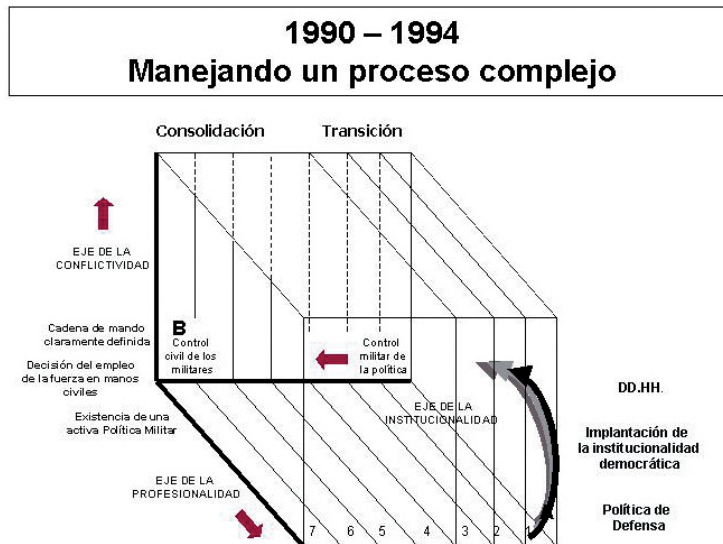 1990 – 1994
Manejando un proceso complejo
Consolidación
Transición
EJE DE LA
CONFLICTIVIDAD
Cadena de mando
claramente definida
Decisión del empleo
de la fuerza en manos
civiles
Existencia de una
activa Política Militar
B
Control
civil de los
militares
Control
militar de
la política
EJE DE LA
INSTITUCIONALIDAD
EJE DE LA
PROFESIONALIDAD
7 6 5 4 3 2 1
DD.HH.
Implantación de
la institucionalidad
democrática
Política de
Defensa